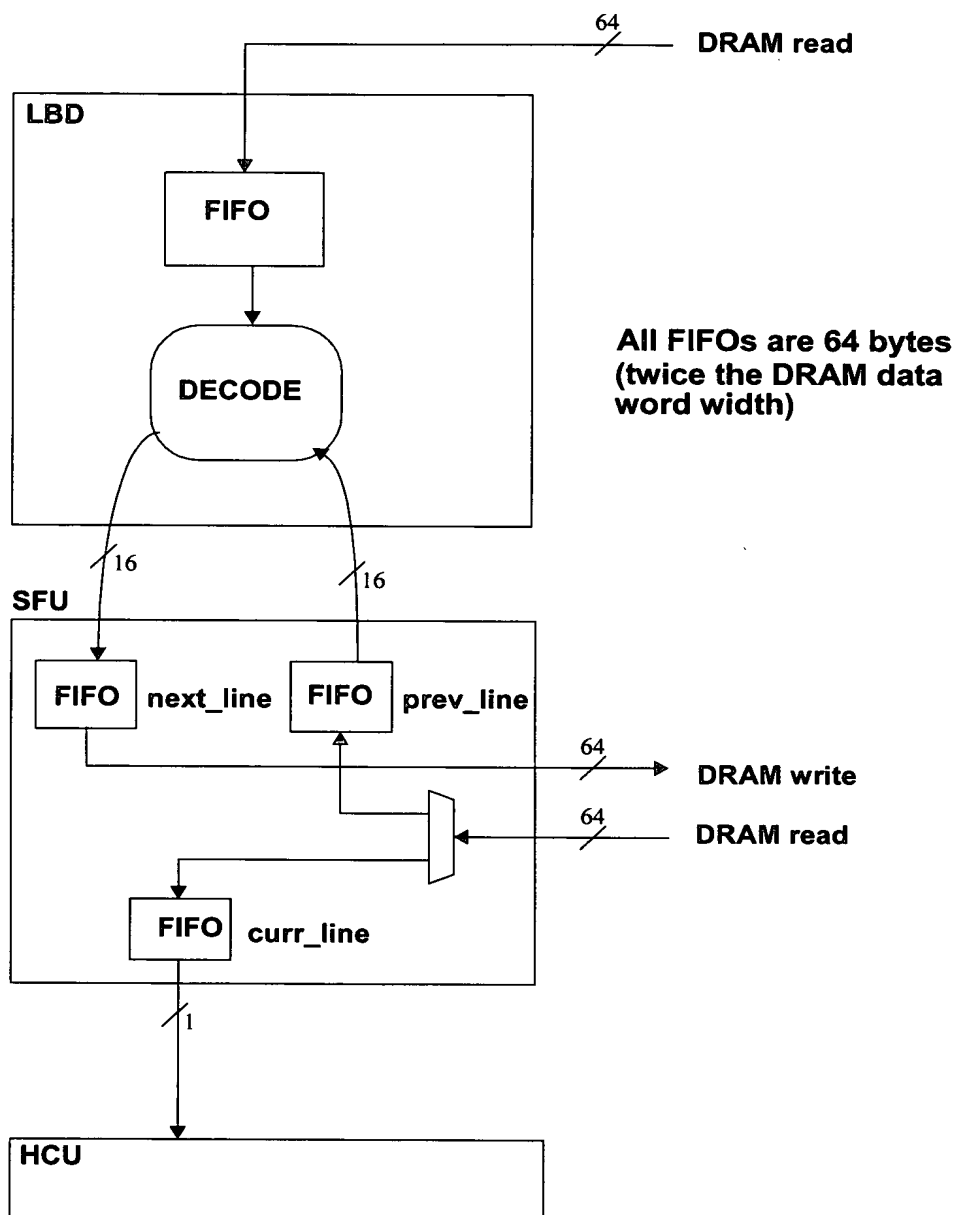 64
DRAM read
LBD
FIFO
All FIFOs are 64 bytes
(twice the DRAM data
word width)
DECODE
16
16
SFU
FIFO
next_line
FIFO
prev_line
64
DRAM write
64
DRAM read
FIFO
curr_line
1
HCU